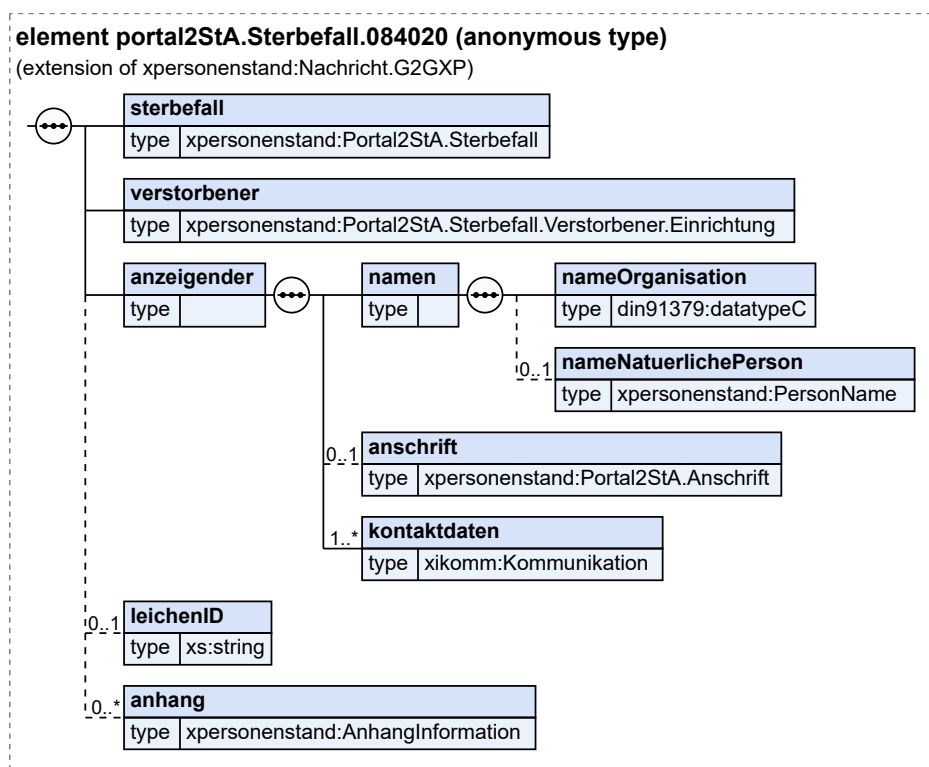 element portal2StA.Sterbefall.084020 (anonymous type)
(extension of xpersonenstand:Nachricht.G2GXP)
sterbefall
type xpersonenstand:Portal2StA.Sterbefall
verstorbener
type xpersonenstand:Portal2StA.Sterbefall.Verstorbener.Einrichtung
anzeigender
type
namen
type
nameOrganisation
type din91379:datatypeC
0..1
nameNatuerlichePerson
type xpersonenstand:PersonName
0..1
anschrift
type xpersonenstand:Portal2StA.Anschrift
1..*
kontaktdaten
type xikomm:Kommunikation
0..1
leichenID
type xs:string
0..*
anhang
type xpersonenstand:AnhangInformation